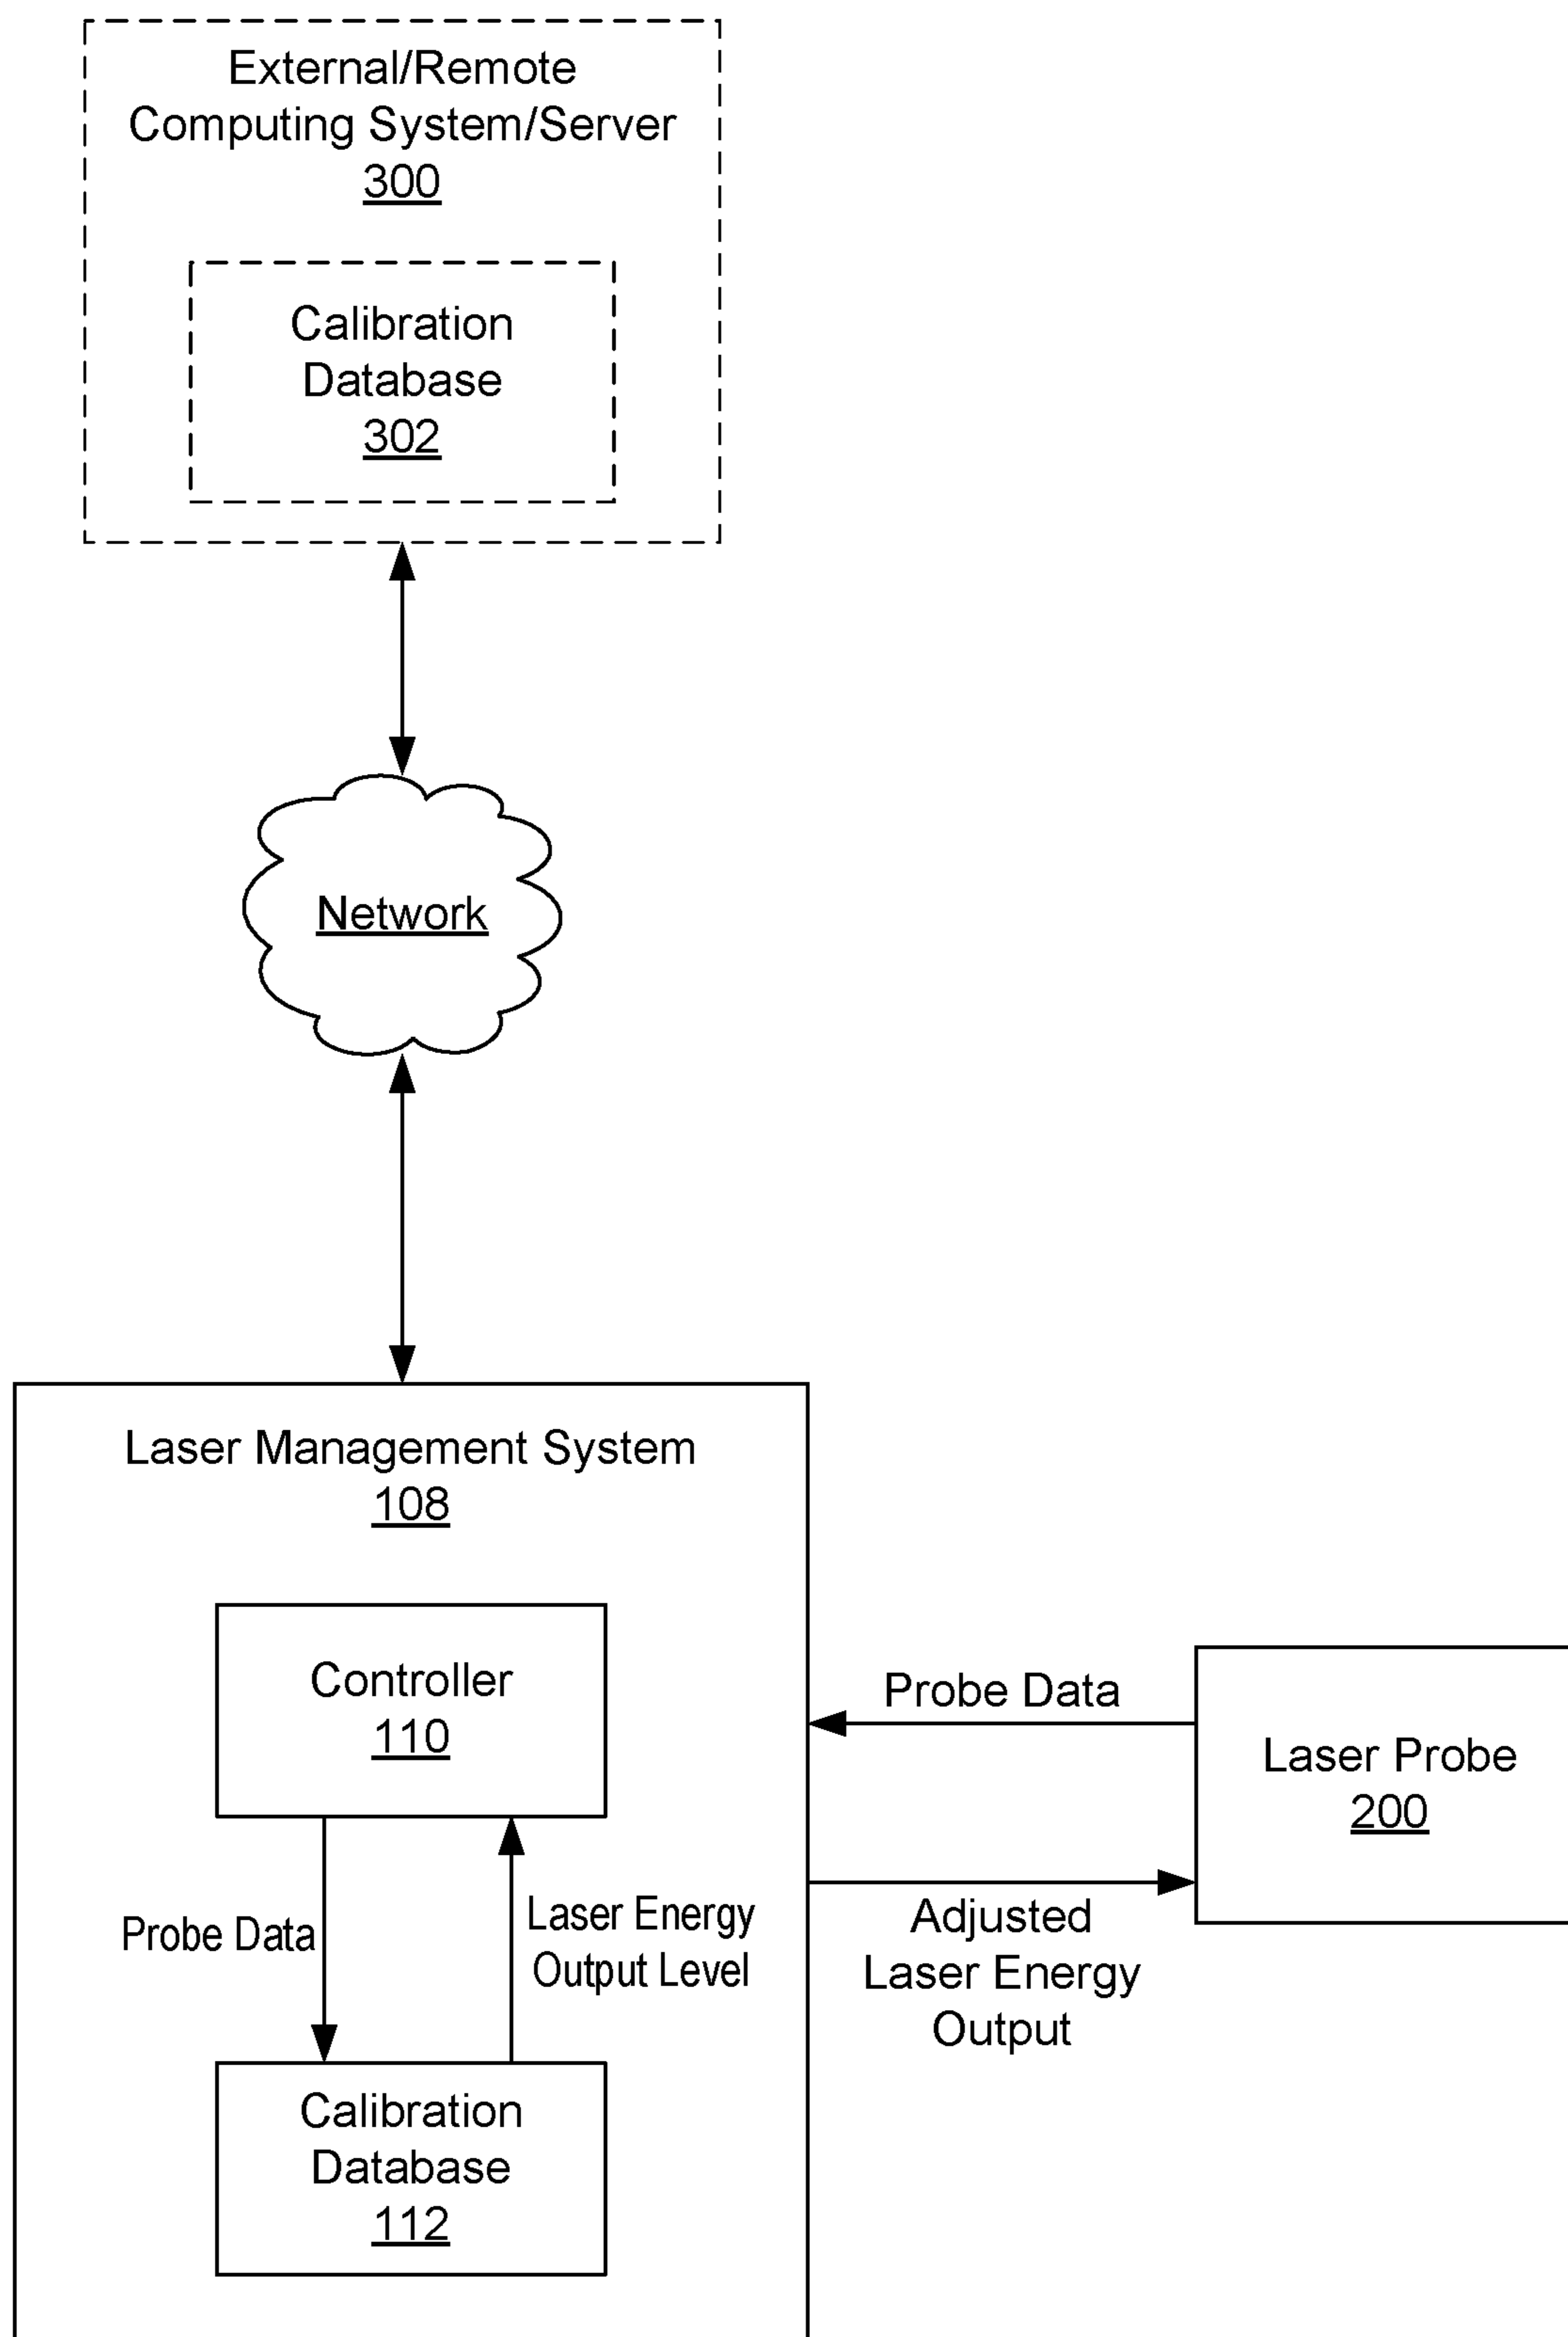 External/Remote
Computing System/Server
300
Calibration
Database
302
Network
Laser Management System
108
Controller
110
Probe Data
Laser Energy
Output Level
Calibration
Database
112
Probe Data
Adjusted
Laser Energy
Output
Laser Probe
200